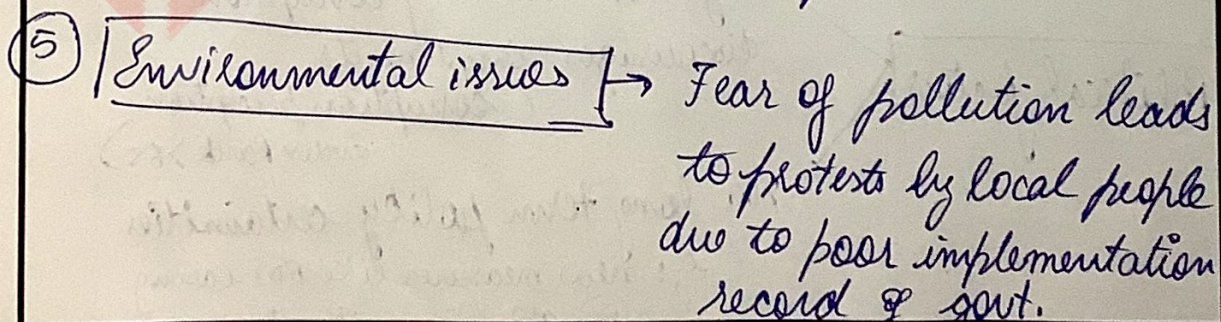 5 Environmental issues → Fear of pollution leads
to protests by local people
due to poor implementation
record of govt.